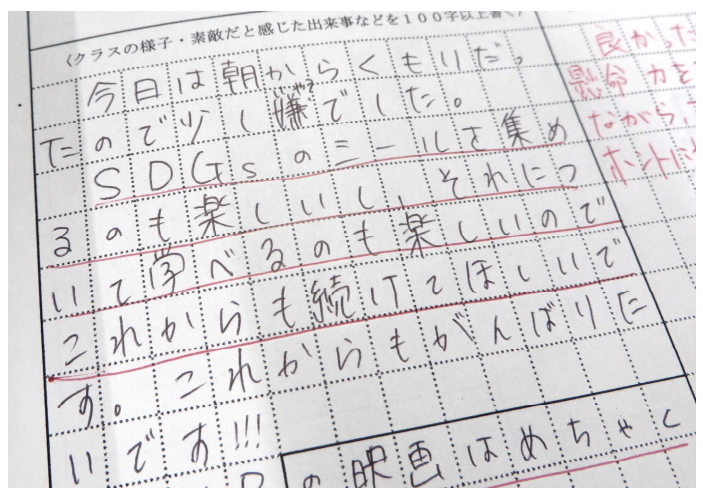 （クラスの様子・素敵だと感じた出来事などを１００字以上書く）
今日は朝からくもりだっ
たので少し嫌でした。
SDGsのシールを集め
るのも楽しいし、それにつ
いて学べるのも楽しいので
これからも続けてほしいで
す。これからもがんばりた
いです!!!
の映画はめちゃく
良かった
懸命 力を
ながら、
ホントに